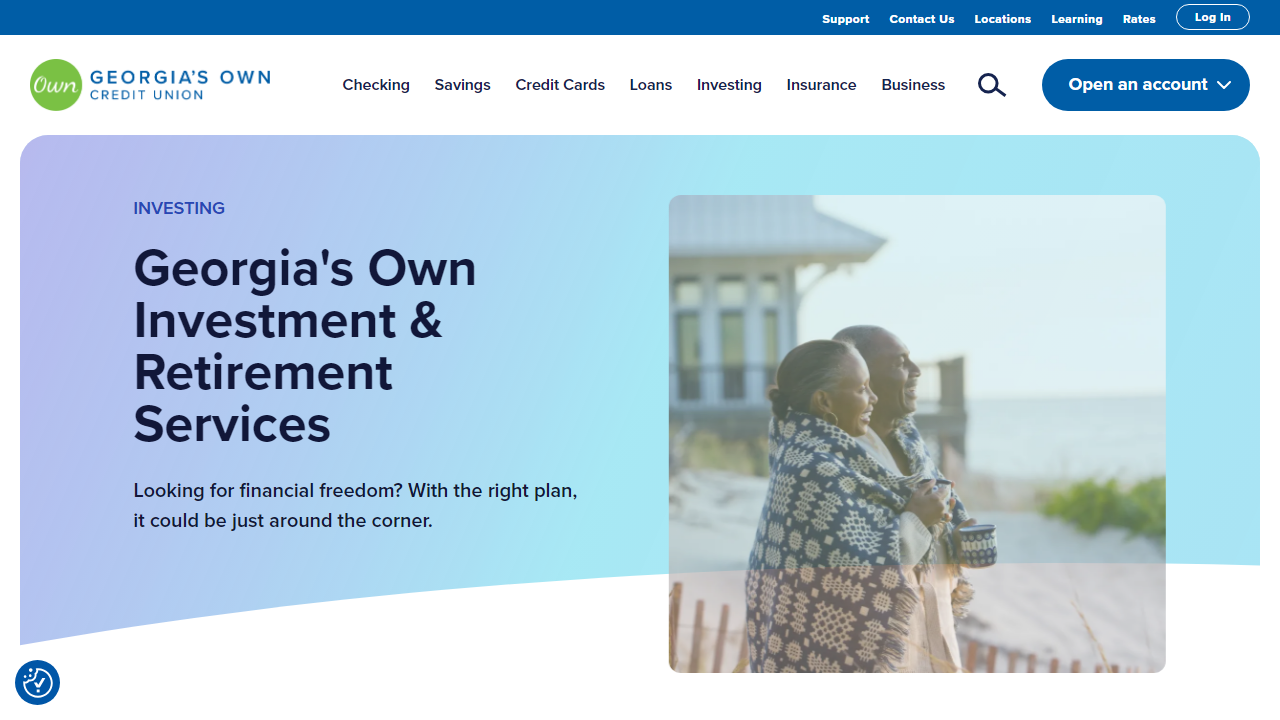 Support Contact Us Locations Learning Rates Log In
Own GEORGIA'S OWN
CREDIT UNION
Checking Savings Credit Cards Loans Investing Insurance Business Open an account
INVESTING
Georgia's Own
Investment &
Retirement
Services
Looking for financial freedom? With the right plan,
it could be just around the corner.